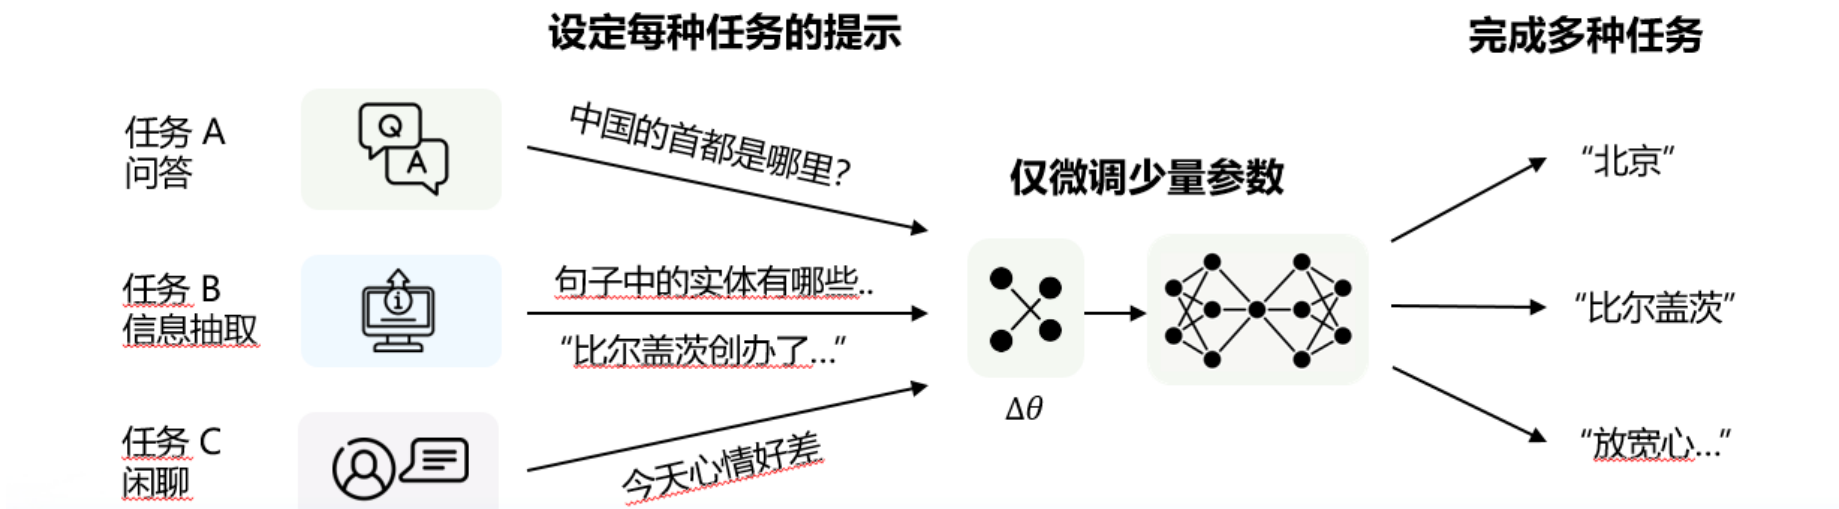 设定每种任务的提示
完成多种任务
任务 A
问答
Q
A
中国的首都是哪里?
仅微调少量参数
“北京”
任务 B
信息抽取
i
句子中的实体有哪些..
“比尔盖茨创办了...”
Δθ
“比尔盖茨”
任务 C
闲聊
今天心情好差
“放宽心...”